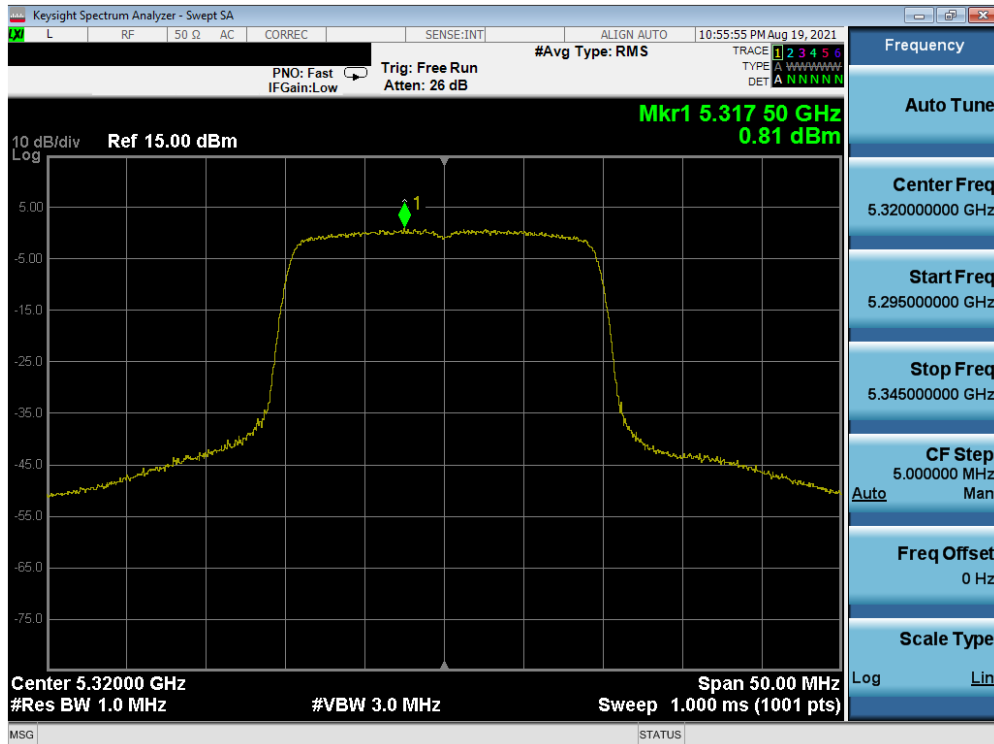 Keysight Spectrum Analyzer - Swept SA
LXI L RF 50 Ω AC CORREC SENSE:INT ALIGN AUTO 10:55:55 PM Aug 19, 2021
#Avg Type: RMS
TRACE 1 2 3 4 5 6
PNO: Fast Trig: Free Run
TYPE A WWWWW
IFGain:Low Atten: 26 dB
DET A N N N N N
Mkr1 5.317 50 GHz
0.81 dBm
10 dB/div Ref 15.00 dBm
Log
1
5.00
-5.00
-15.0
-25.0
-35.0
-45.0
-55.0
-65.0
-75.0
Center 5.32000 GHz Span 50.00 MHz
#Res BW 1.0 MHz #VBW 3.0 MHz Sweep 1.000 ms (1001 pts)
MSG STATUS
Frequency
Auto Tune
Center Freq
5.320000000 GHz
Start Freq
5.295000000 GHz
Stop Freq
5.345000000 GHz
CF Step
5.000000 MHz
Auto Man
Freq Offset
0 Hz
Scale Type
Log Lin